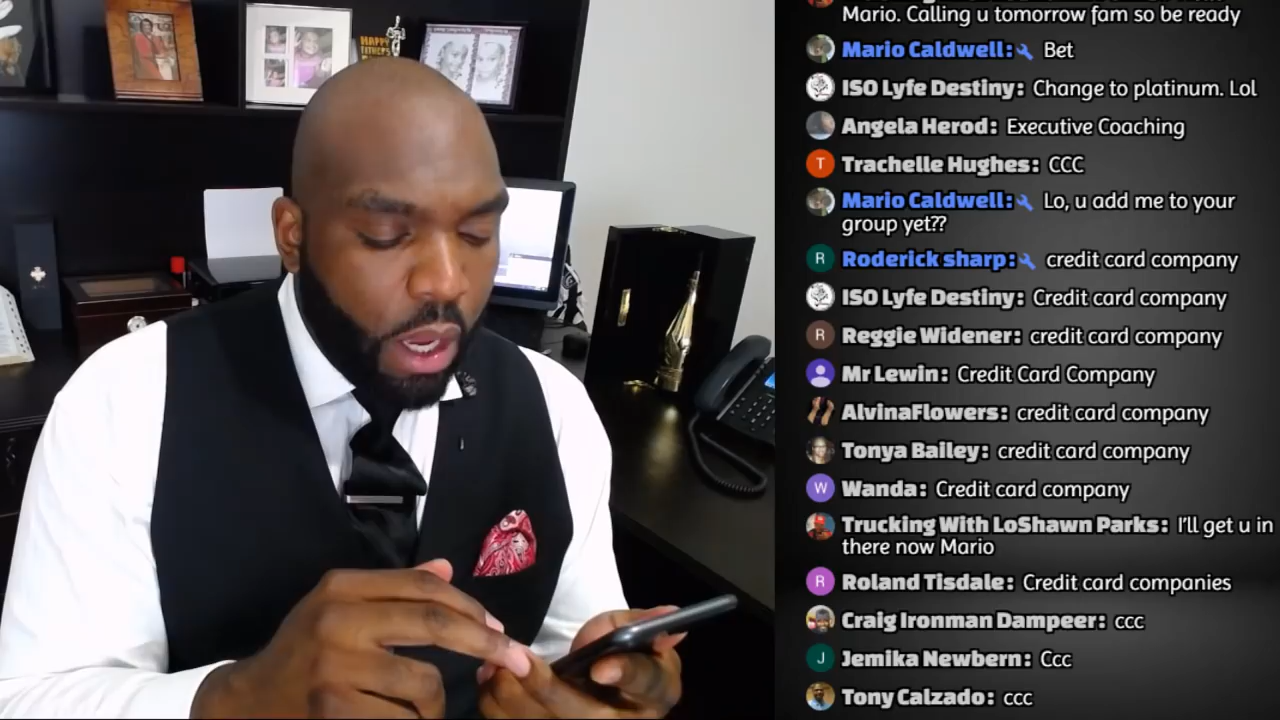 Mario. Calling u tomorrow fam so be ready
Mario Caldwell: Bet
ISO Lyfe Destiny: Change to platinum. Lol
Angela Herod: Executive Coaching
T Trachelle Hughes: CCC
Mario Caldwell: Lo, u add me to your
group yet??
R Roderick sharp: credit card company
ISO Lyfe Destiny: Credit card company
R Reggie Widener: credit card company
Mr Lewin: Credit Card Company
AlvinaFlowers: credit card company
Tonya Bailey: credit card company
W Wanda: Credit card company
Trucking With LoShawn Parks: I'll get u in
there now Mario
R Roland Tisdale: Credit card companies
Craig Ironman Dampeer: ccc
J Jemika Newbern: Ccc
Tony Calzado: ccc
HAPPY
FATHERS